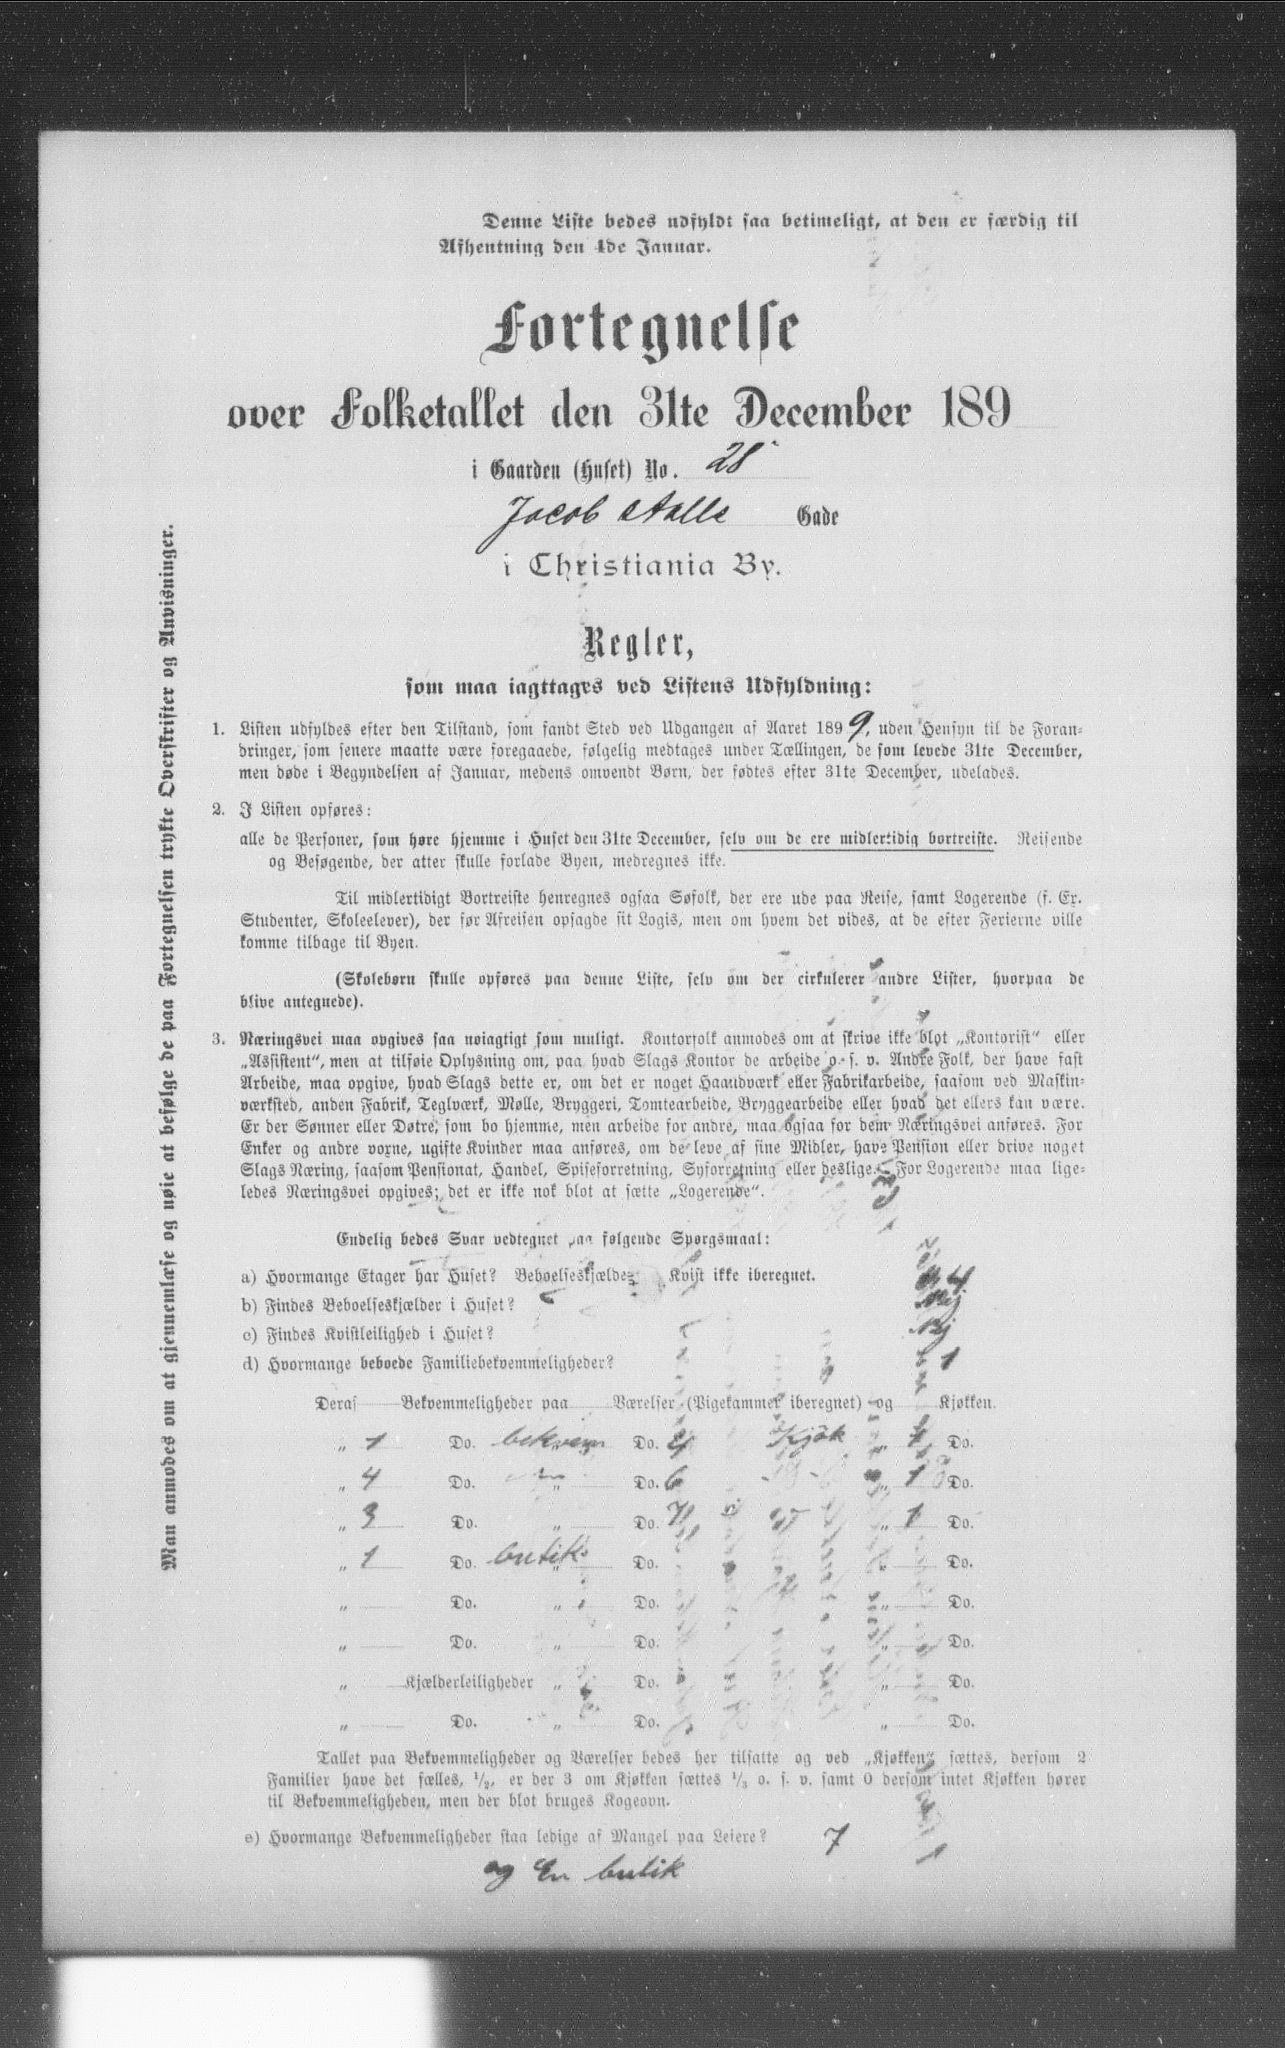 Denne Liste bedes udfyldt saa betimeligt, at den er færdig til
Afhentning den 4de Januar.
Fortegnelse
over Folketallet den 31te December 189
i Gaarden (Huset) No. 28
Jacob Aalls Gade
i Christiania By.
Regler,
som maa iagttages ved Listens Udfyldning:
1. Listen udfyldes efter den Tilstand, som fandt Sted ved Udgangen af Aaret 1899, uden Hensyn til de Foran-
dringer, som senere maatte være foregaaede, følgelig medtages under Tællingen, de som levede 31te December,
men døde i Begyndelsen af Januar, medens omvendt Børn, der fødtes efter 31te December, udelades.
2. I Listen opføres:
alle de Personer, som høre hjemme i Huset den 31te December, selv om de ere midlertidig bortreiste. Reisende
og Besøgende, der atter skulle forlade Byen, medregnes ikke.
Til midlertidigt Bortreiste henregnes ogsaa Søfolk, der ere ude paa Reise, samt Logerende (f. Ex.
Studenter, Skoleelever), der før Afreisen opsagde sit Logis, men om hvem det vides, at de efter Ferierne ville
komme tilbage til Byen.
(Skolebørn skulle opføres paa denne Liste, selv om der cirkulerer andre Lister, hvorpaa de
blive antegnede).
3. Næringsvei maa opgives saa nøiagtigt som muligt. Kontorfolk anmodes om at skrive ikke blot „Kontorist“ eller
„Assistent“, men at tilføie Oplysning om, paa hvad Slags Kontor de arbeide o. s. v. Andre Folk, der have fast
Arbeide, maa opgive, hvad Slags dette er, om det er noget Haandværk eller Fabrikarbeide, saasom ved Maskin-
værksted, anden Fabrik, Teglværk, Mølle, Bryggeri, Tomtearbeide, Bryggearbeide eller hvad det ellers kan være.
Er der Sønner eller Døtre, som bo hjemme, men arbeide for andre, maa ogsaa for dem Næringsvei anføres. For
Enker og andre voxne, ugifte Kvinder maa anføres, om de leve af sine Midler, have Pension eller drive noget
Slags Næring, saasom Pensionat, Handel, Spiseforretning, Syforretning eller deslige. For Logerende maa lige-
ledes Næringsvei opgives; det er ikke nok blot at sætte „Logerende“.
Endelig bedes Svar vedtegnet paa følgende Spørgsmaal:
a) Hvormange Etager har Huset? Beboelseskjælder Kvist ikke iberegnet. 4
b) Findes Beboelseskjælder i Huset? Nej
c) Findes Kvistleilighed i Huset? Nej
d) Hvormange beboede Familiebekvemmeligheder? 1
Deraf Bekvemmeligheder paa Værelser (Pigekammer iberegnet) og Kjøkken.
„ 1 Do. bekvem Do. 4 Kjök „ 1 Do.
„ 4 Do. „ Do. 6 „ 1 Do.
„ 3 Do. „ Do. 7 „ 1 Do.
„ 1 Do. butik „ Do. „ Do.
„ Do. „ Do. „ Do.
„ Do. „ Do. „ Do.
„ Kjælderleiligheder „ Do. „ Do.
„ Do. „ Do. „ Do.
Tallet paa Bekvemmeligheder og Værelser bedes her tilsatte og ved „Kjøkken“ sættes, dersom 2
Familier have det fælles, 1/2, er der 3 om Kjøkken sættes 1/3 o. s. v. samt 0 dersom intet Kjøkken hører
til Bekvemmeligheden, men der blot bruges Kogeovn.
e) Hvormange Bekvemmeligheder staa ledige af Mangel paa Leiere? 7
og En butik
Man anmodes om at gjennemlæse og nøie at befølge de paa Fortegnelsen trykte Overskrifter og Anvisninger.